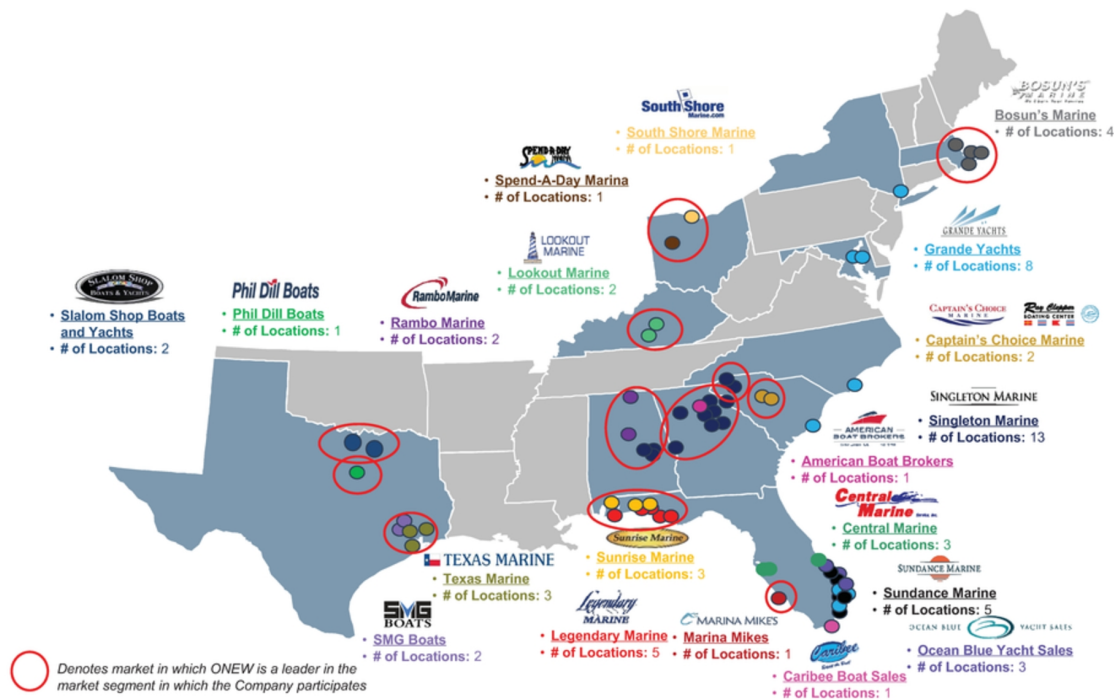 BOSUN'S
MARINE
Bosun's Marine
• # of Locations: 4
South Shore
Marine.com
• South Shore Marine
• # of Locations: 1
SPEND-A-DAY
MARINA
• Spend-A-Day Marina
• # of Locations: 1
GRANDE YACHTS
• Grande Yachts
• # of Locations: 8
LOOKOUT
MARINE
• Lookout Marine
• # of Locations: 2
SLALOM SHOP
BOATS & YACHTS
• Slalom Shop Boats
and Yachts
• # of Locations: 2
Phil Dill Boats
• Phil Dill Boats
• # of Locations: 1
RamboMarine
• Rambo Marine
• # of Locations: 2
CAPTAIN'S CHOICE
MARINE
Ray Clepper
BOATING CENTER
• Captain's Choice Marine
• # of Locations: 2
SINGLETON MARINE
• Singleton Marine
• # of Locations: 13
AMERICAN
BOAT BROKERS
• American Boat Brokers
• # of Locations: 1
Central
Marine
• Central Marine
• # of Locations: 3
Sunrise Marine
• Sunrise Marine
• # of Locations: 3
TEXAS MARINE
• Texas Marine
• # of Locations: 3
SUNDANCE MARINE
• Sundance Marine
• # of Locations: 5
SMG
BOATS
• SMG Boats
• # of Locations: 2
Legendary
MARINE
• Legendary Marine
• # of Locations: 5
MARINA MIKE'S
• Marina Mikes
• # of Locations: 1
OCEAN BLUE YACHT SALES
• Ocean Blue Yacht Sales
• # of Locations: 3
Caribee
• Caribee Boat Sales
• # of Locations: 1
Denotes market in which ONEW is a leader in the
market segment in which the Company participates